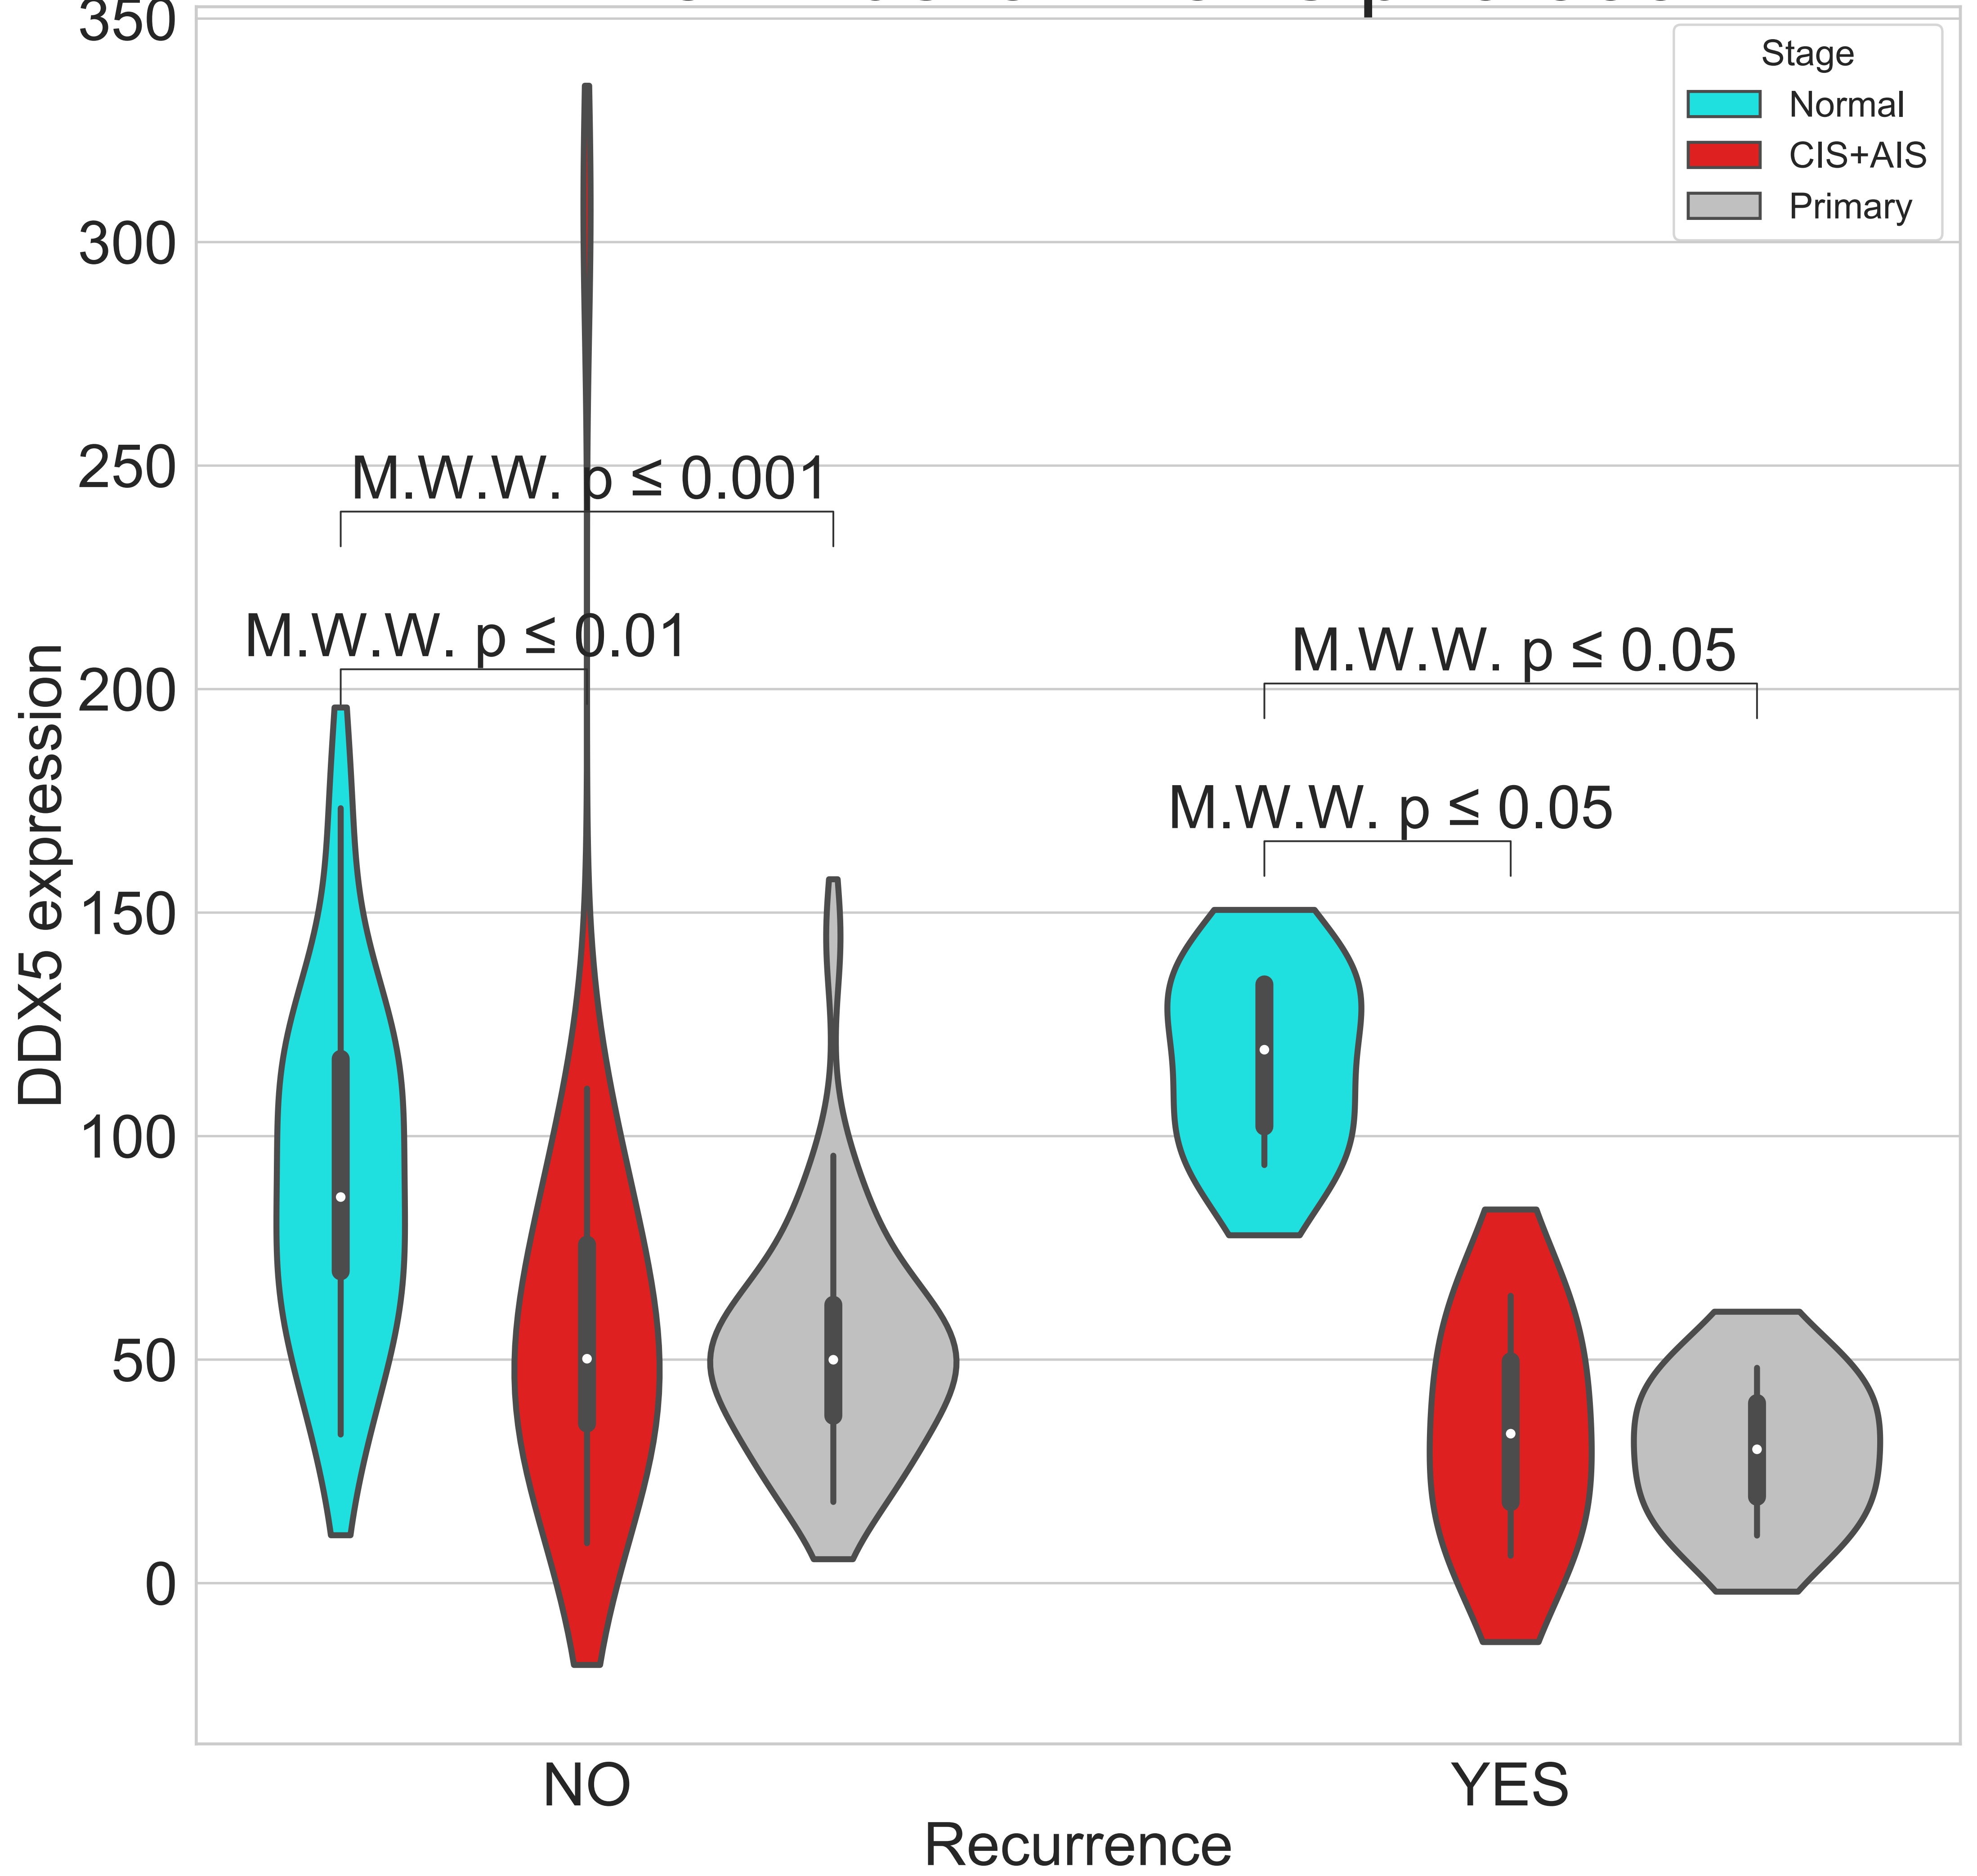 350
300
250
200
150
100
50
0
DDX5 expression
Stage
Normal
CIS+AIS
Primary
M.W.W. p ≤ 0.001
M.W.W. p ≤ 0.01
M.W.W. p ≤ 0.05
M.W.W. p ≤ 0.05
NO
YES
Recurrence